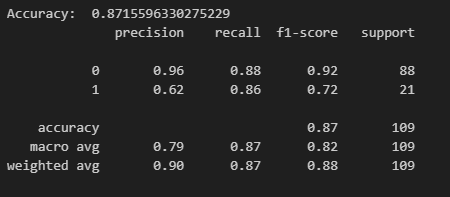 Accuracy:  0.8715596330275229
              precision    recall  f1-score   support

           0       0.96      0.88      0.92        88
           1       0.62      0.86      0.72        21

    accuracy                           0.87       109
   macro avg       0.79      0.87      0.82       109
weighted avg       0.90      0.87      0.88       109